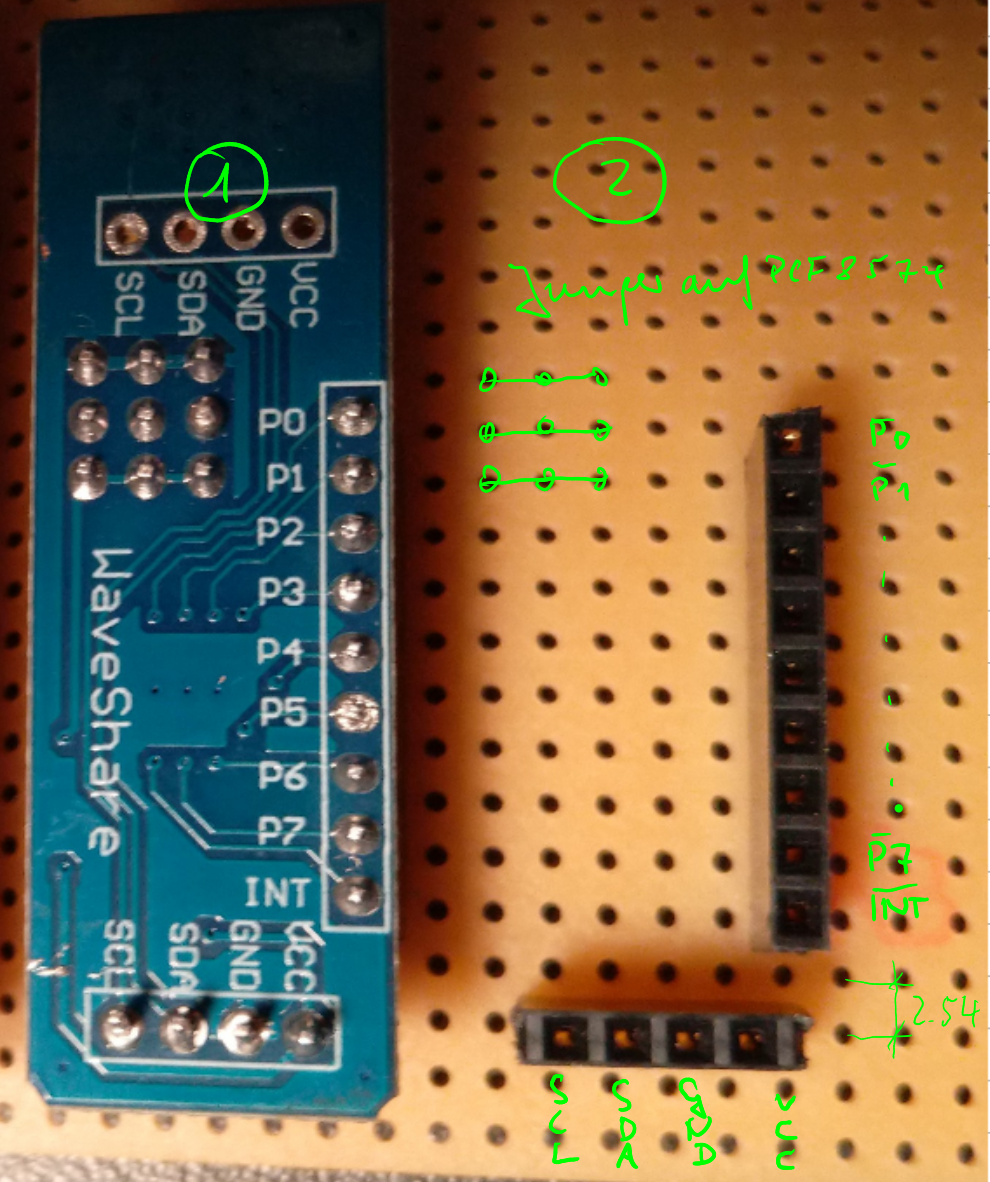 1
2
Jumper auf PCF8574
SCL
SDA
GND
VCC
P0
P1
P2
P3
P4
P5
P6
P7
INT
WaveShare
SCL
SDA
GND
VCC
P0
P1
P7
INT
2.54
SCL
SDA
GND
VCC